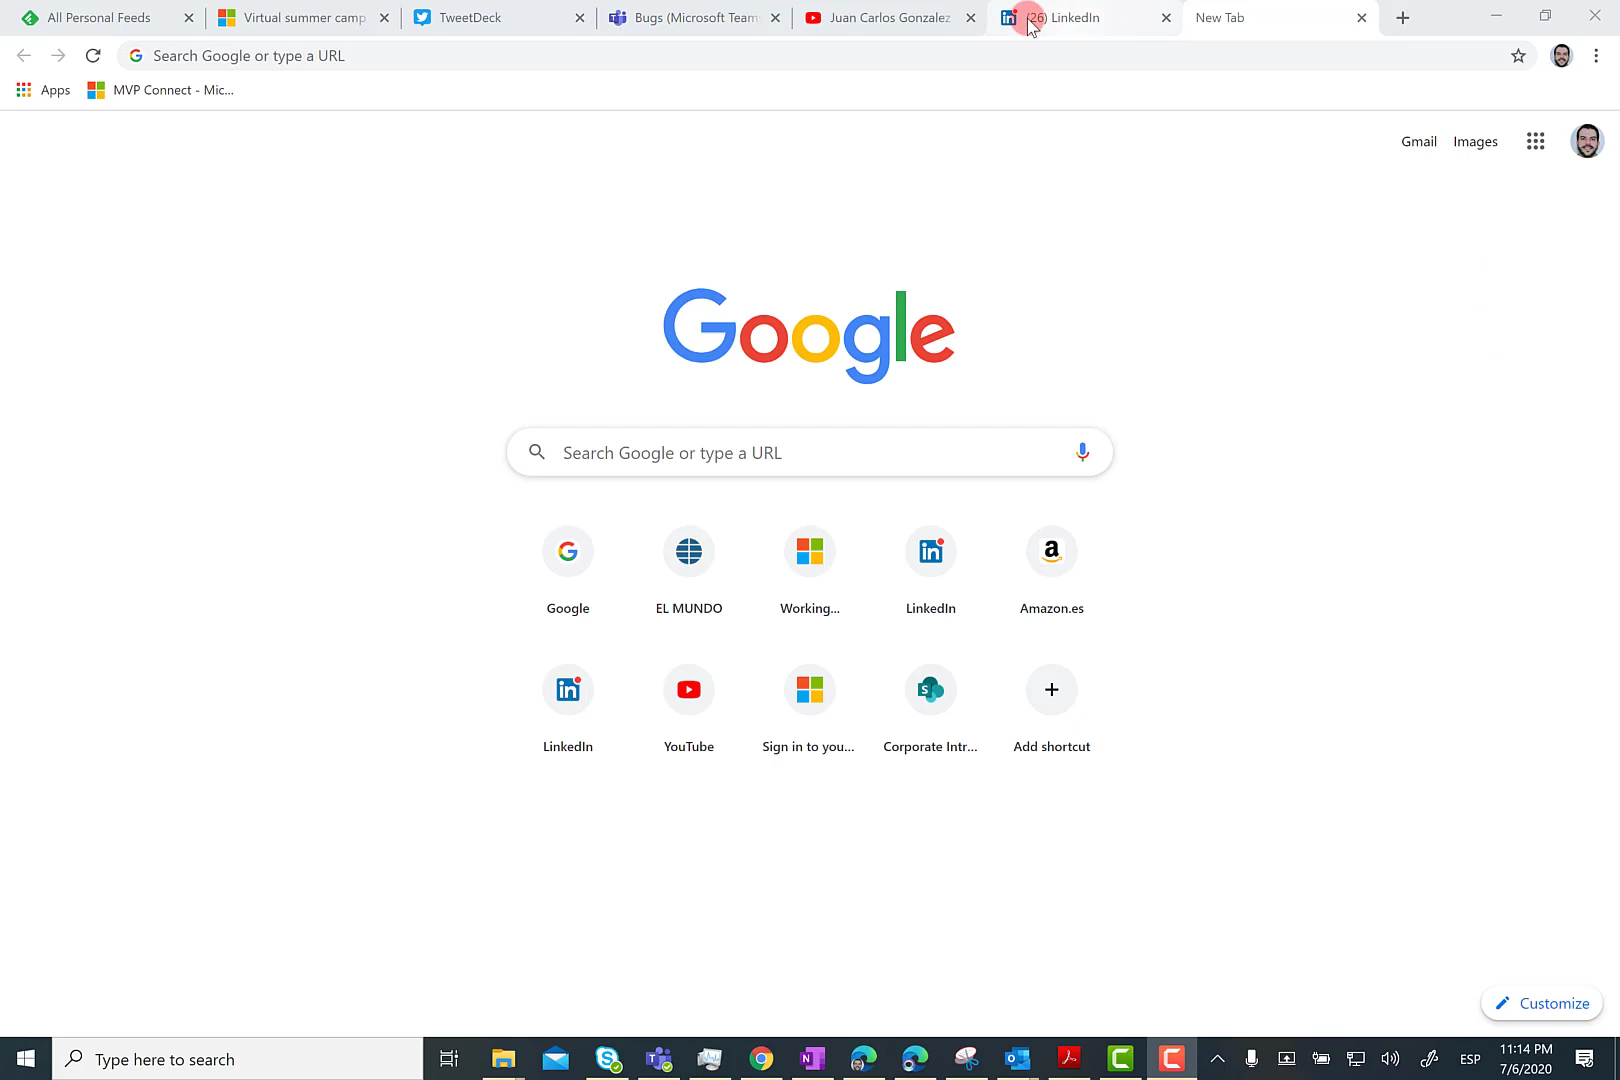 All Personal Feeds
Virtual summer camp
TweetDeck
Bugs (Microsoft Team
Juan Carlos Gonzalez
(26) LinkedIn
New Tab
Search Google or type a URL
Apps
MVP Connect - Mic...
Gmail
Images
Google
Search Google or type a URL
Google
EL MUNDO
Working...
LinkedIn
Amazon.es
LinkedIn
YouTube
Sign in to you...
Corporate Intr...
Add shortcut
Customize
Type here to search
ESP
11:14 PM
7/6/2020